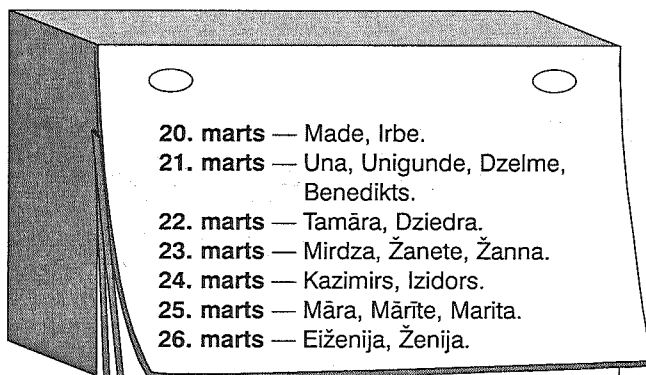 20. marts — Made, Irbe.
21. marts — Una, Unigunde, Dzelme,
Benedikts.
22. marts — Tamāra, Dziedra.
23. marts — Mirdza, Žanete, Žanna.
24. marts — Kazimirs, Izidors.
25. marts — Māra, Mārīte, Marita.
26. marts — Eiženija, Ženija.